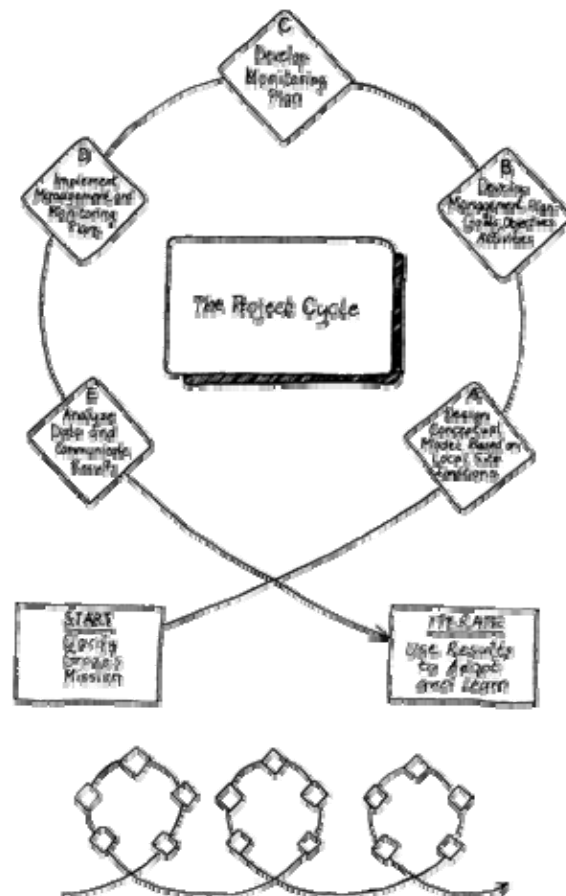 C
Develop
Monitoring
Plan
D
Implement
Management and
Monitoring
Plans
B
Develop
Management Plan:
Goals, Objectives
Activities
The Project Cycle
E
Analyze
Data and
Communicate
Results
A
Design
Conceptual
Model Based on
Local Site
Conditions
START
Clarify
Group's
Mission
ITERATE
Use Results
to Adapt
and Learn